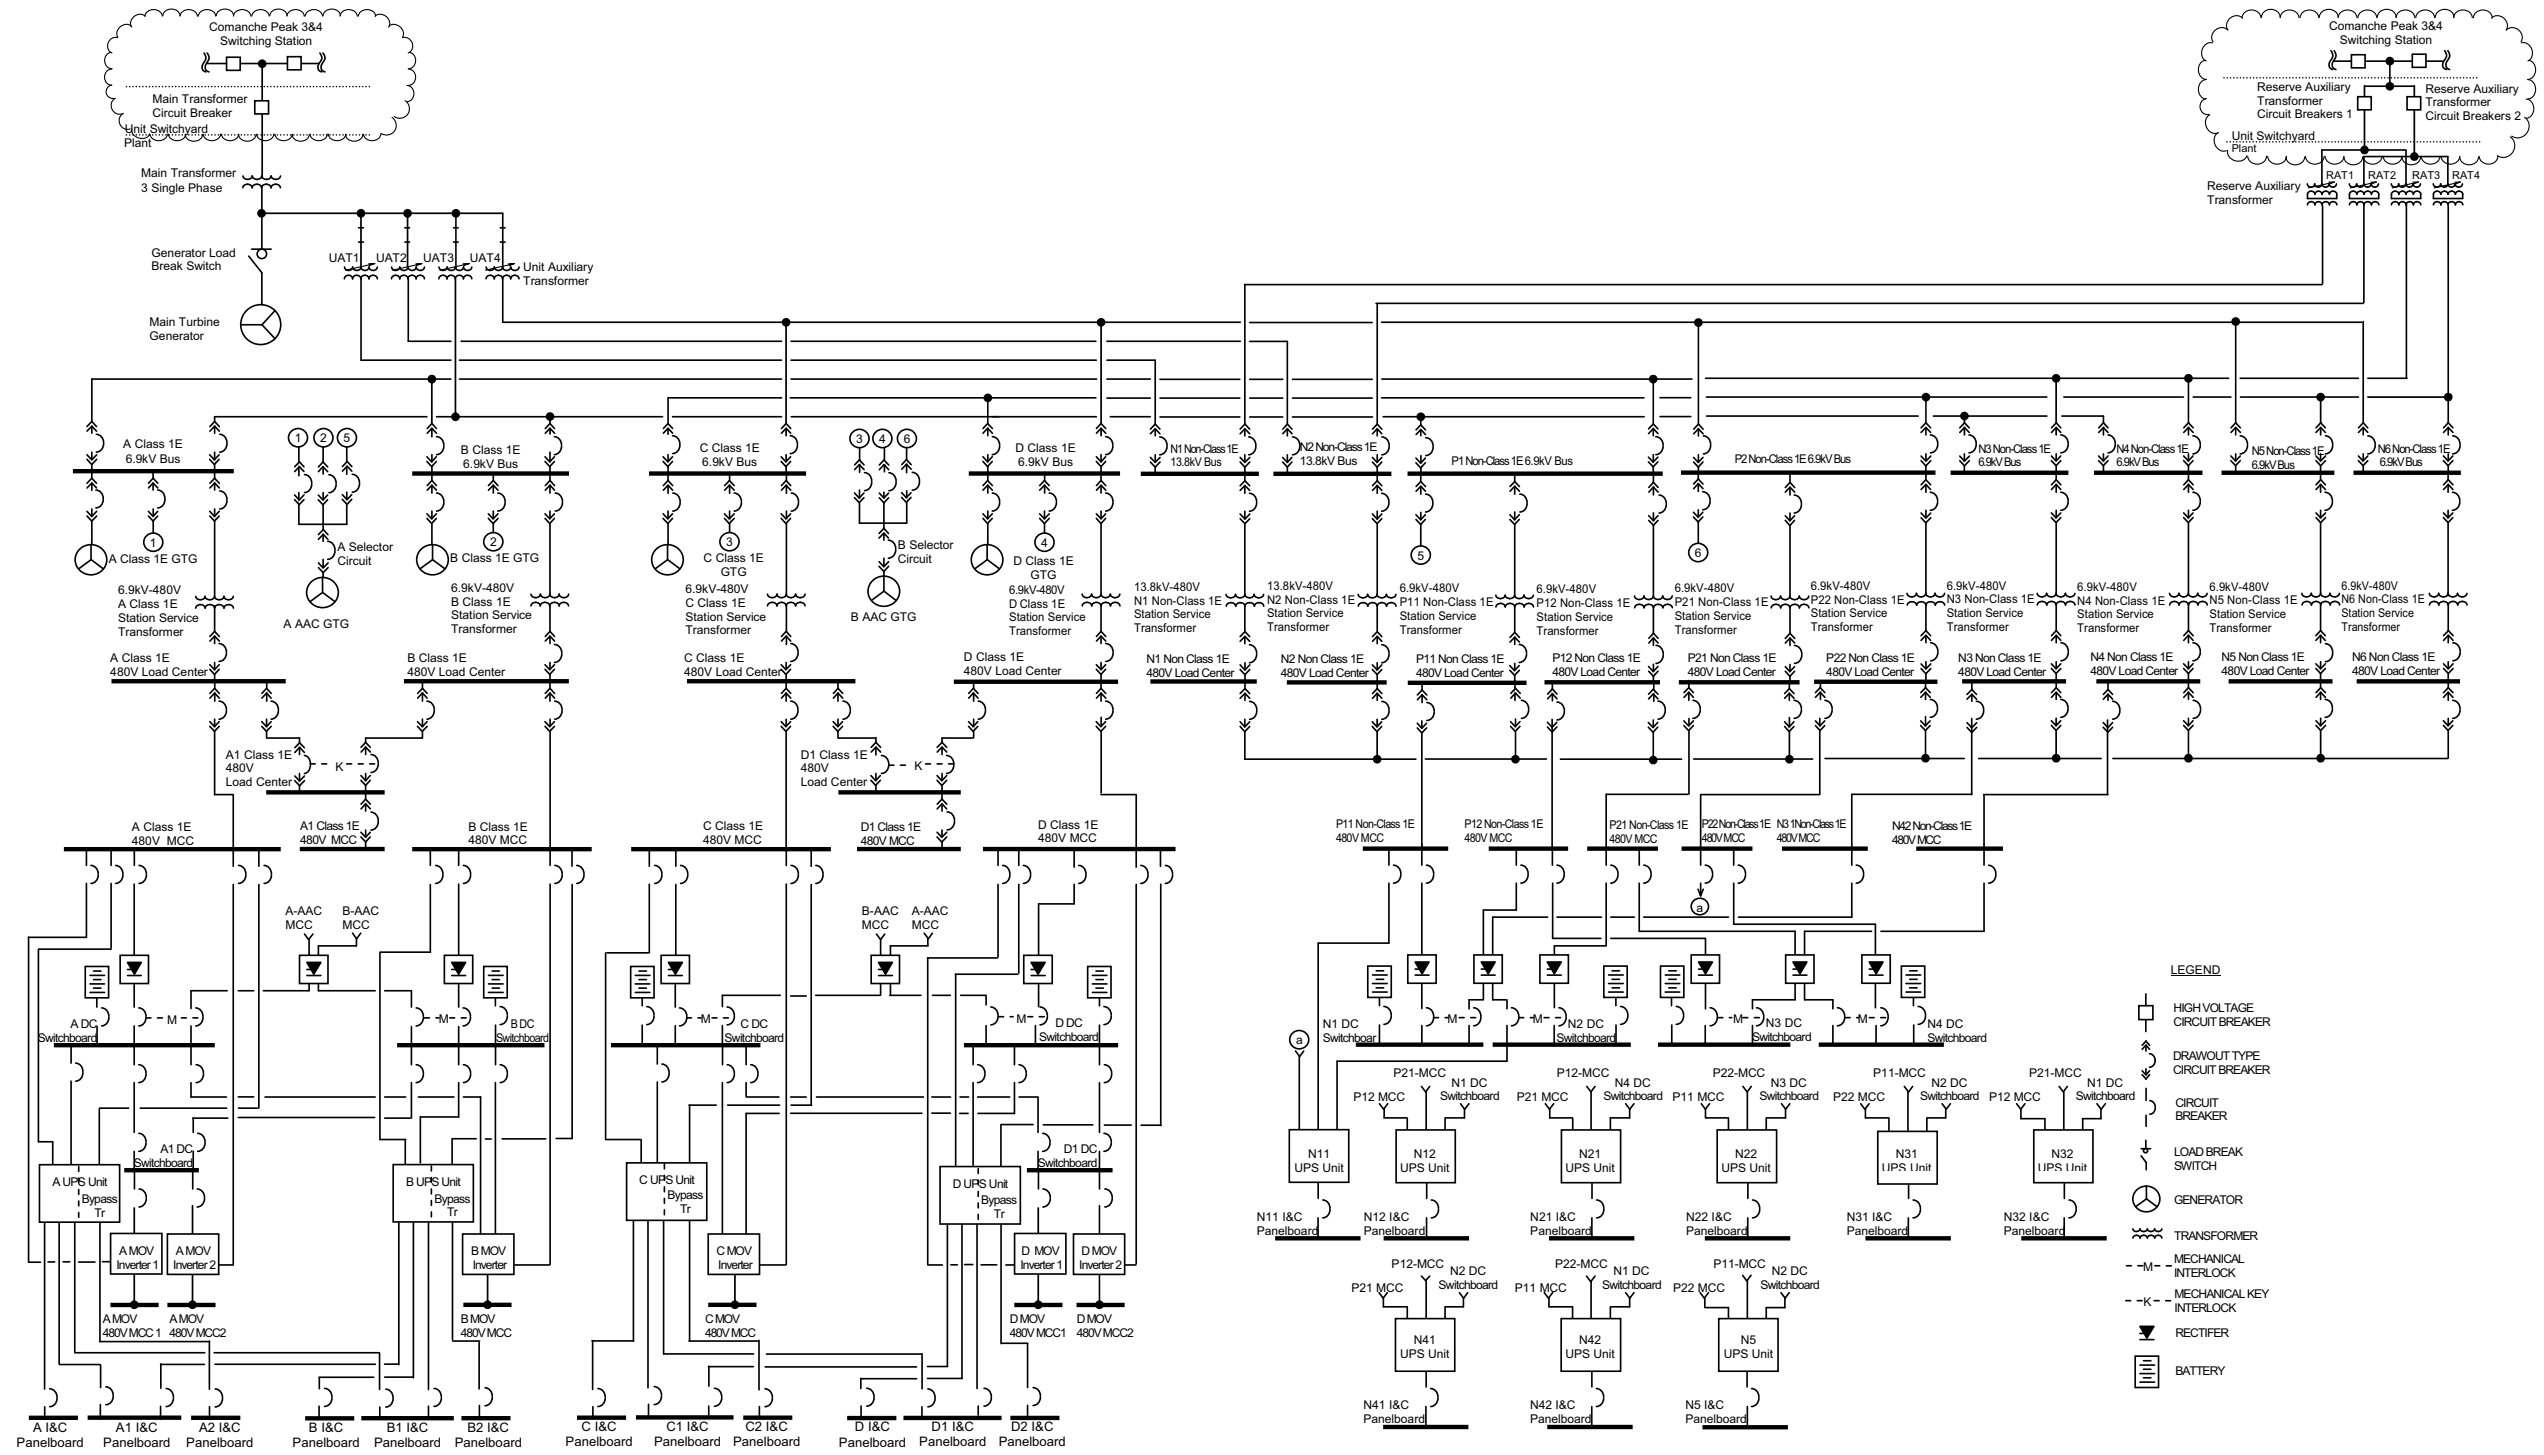 Comanche Peak 3&4
Switching Station
Main Transformer
Circuit Breaker
Unit Switchyard
Plant
Main Transformer
3 Single Phase
Generator Load
Break Switch
Main Turbine
Generator
UAT1
UAT2
UAT3
UAT4
Unit Auxiliary
Transformer
Comanche Peak 3&4
Switching Station
Reserve Auxiliary
Transformer
Circuit Breakers 1
Reserve Auxiliary
Transformer
Circuit Breakers 2
Unit Switchyard
Plant
Reserve Auxiliary
Transformer
RAT1
RAT2
RAT3
RAT4
A Class 1E
6.9kV Bus
1
2
5
B Class 1E
6.9kV Bus
C Class 1E
6.9kV Bus
3
4
6
D Class 1E
6.9kV Bus
N1 Non-Class 1E
13.8kV Bus
N2 Non-Class 1E
13.8kV Bus
P1 Non-Class 1E 6.9kV Bus
P2 Non-Class 1E 6.9kV Bus
N3 Non-Class 1E
6.9kV Bus
N4 Non-Class 1E
6.9kV Bus
N5 Non-Class 1E
6.9kV Bus
N6 Non-Class 1E
6.9kV Bus
A Class 1E GTG
1
A Selector
Circuit
A AAC GTG
B Class 1E GTG
2
C Class 1E
GTG
3
B Selector
Circuit
B AAC GTG
D Class 1E
GTG
4
5
6
6.9kV-480V
A Class 1E
Station Service
Transformer
6.9kV-480V
B Class 1E
Station Service
Transformer
6.9kV-480V
C Class 1E
Station Service
Transformer
6.9kV-480V
D Class 1E
Station Service
Transformer
13.8kV-480V
N1 Non-Class 1E
Station Service
Transformer
13.8kV-480V
N2 Non-Class 1E
Station Service
Transformer
6.9kV-480V
P11 Non-Class 1E
Station Service
Transformer
6.9kV-480V
P12 Non-Class 1E
Station Service
Transformer
6.9kV-480V
P21 Non-Class 1E
Station Service
Transformer
6.9kV-480V
P22 Non-Class 1E
Station Service
Transformer
6.9kV-480V
N3 Non-Class 1E
Station Service
Transformer
6.9kV-480V
N4 Non-Class 1E
Station Service
Transformer
6.9kV-480V
N5 Non-Class 1E
Station Service
Transformer
6.9kV-480V
N6 Non-Class 1E
Station Service
Transformer
A Class 1E
480V Load Center
B Class 1E
480V Load Center
C Class 1E
480V Load Center
D Class 1E
480V Load Center
N1 Non Class 1E
480V Load Center
N2 Non Class 1E
480V Load Center
P11 Non Class 1E
480V Load Center
P12 Non Class 1E
480V Load Center
P21 Non Class 1E
480V Load Center
P22 Non Class 1E
480V Load Center
N3 Non Class 1E
480V Load Center
N4 Non Class 1E
480V Load Center
N5 Non Class 1E
480V Load Center
N6 Non Class 1E
480V Load Center
A1 Class 1E
480V
Load Center
K
D1 Class 1E
480V
Load Center
K
A Class 1E
480V MCC
A1 Class 1E
480V MCC
B Class 1E
480V MCC
C Class 1E
480V MCC
D1 Class 1E
480V MCC
D Class 1E
480V MCC
P11 Non-Class 1E
480V MCC
P12 Non-Class 1E
480V MCC
P21 Non-Class 1E
480V MCC
P22 Non-Class 1E
480V MCC
N31Non-Class 1E
480V MCC
N42 Non-Class 1E
480V MCC
a
A-AAC
MCC
B-AAC
MCC
B-AAC
MCC
A-AAC
MCC
A DC
Switchboard
M
M
B DC
Switchboard
M
C DC
Switchboard
M
D DC
Switchboard
a
N1 DC
Switchboar
M
M
N2 DC
Switchboard
M
N3 DC
Switchboard
M
N4 DC
Switchboard
A1 DC
Switchboard
D1 DC
Switchboard
A UPS Unit
Bypass
Tr
B UPS Unit
Bypass
Tr
C UPS Unit
Bypass
Tr
D UPS Unit
Bypass
Tr
A MOV
Inverter 1
A MOV
Inverter 2
B MOV
Inverter
C MOV
Inverter
D MOV
Inverter 1
D MOV
Inverter 2
A MOV
480V MCC 1
A MOV
480V MCC2
B MOV
480V MCC
C MOV
480V MCC
D MOV
480V MCC1
D MOV
480V MCC2
A I&C
Panelboard
A1 I&C
Panelboard
A2 I&C
Panelboard
B I&C
Panelboard
B1 I&C
Panelboard
B2 I&C
Panelboard
C I&C
Panelboard
C1 I&C
Panelboard
C2 I&C
Panelboard
D I&C
Panelboard
D1 I&C
Panelboard
D2 I&C
Panelboard
N11
UPS Unit
N11 I&C
Panelboard
P21-MCC
P12 MCC
N1 DC
Switchboard
N12
UPS Unit
N12 I&C
Panelboard
P12-MCC
P21 MCC
N4 DC
Switchboard
N21
UPS Unit
N21 I&C
Panelboard
P22-MCC
P11 MCC
N3 DC
Switchboard
N22
UPS Unit
N22 I&C
Panelboard
P11-MCC
P22 MCC
N2 DC
Switchboard
N31
UPS Unit
N31 I&C
Panelboard
P21-MCC
P12 MCC
N1 DC
Switchboard
N32
UPS Unit
N32 I&C
Panelboard
P12-MCC
P21 MCC
N2 DC
Switchboard
N41
UPS Unit
N41 I&C
Panelboard
P22-MCC
P11 MCC
N1 DC
Switchboard
N42
UPS Unit
N42 I&C
Panelboard
P11-MCC
P22 MCC
N2 DC
Switchboard
N5
UPS Unit
N5 I&C
Panelboard
LEGEND
HIGH VOLTAGE
CIRCUIT BREAKER
DRAWOUT TYPE
CIRCUIT BREAKER
CIRCUIT
BREAKER
LOAD BREAK
SWITCH
GENERATOR
TRANSFORMER
M
MECHANICAL
INTERLOCK
K
MECHANICAL KEY
INTERLOCK
RECTIFER
BATTERY